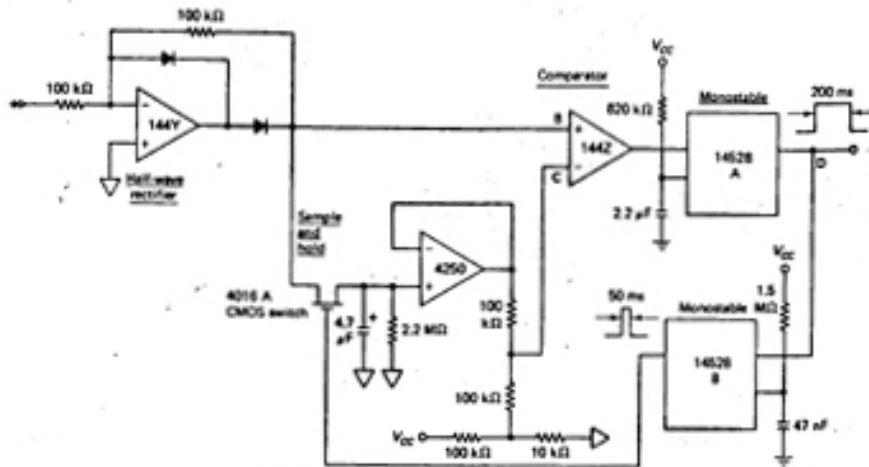 100 kΩ
100 kΩ
144Y
Half-wave
rectifier
Sample
and
hold
4016 A
CMOS switch
4.7
µF
2.2 MΩ
4250
100
kΩ
100 kΩ
VCC
100 kΩ
10 kΩ
Comparator
B
C
144Z
VCC
820 kΩ
2.2 µF
Monostable
14528
A
200 ms
D
VCC
1.5
MΩ
50 ms
Monostable
14528
B
47 nF